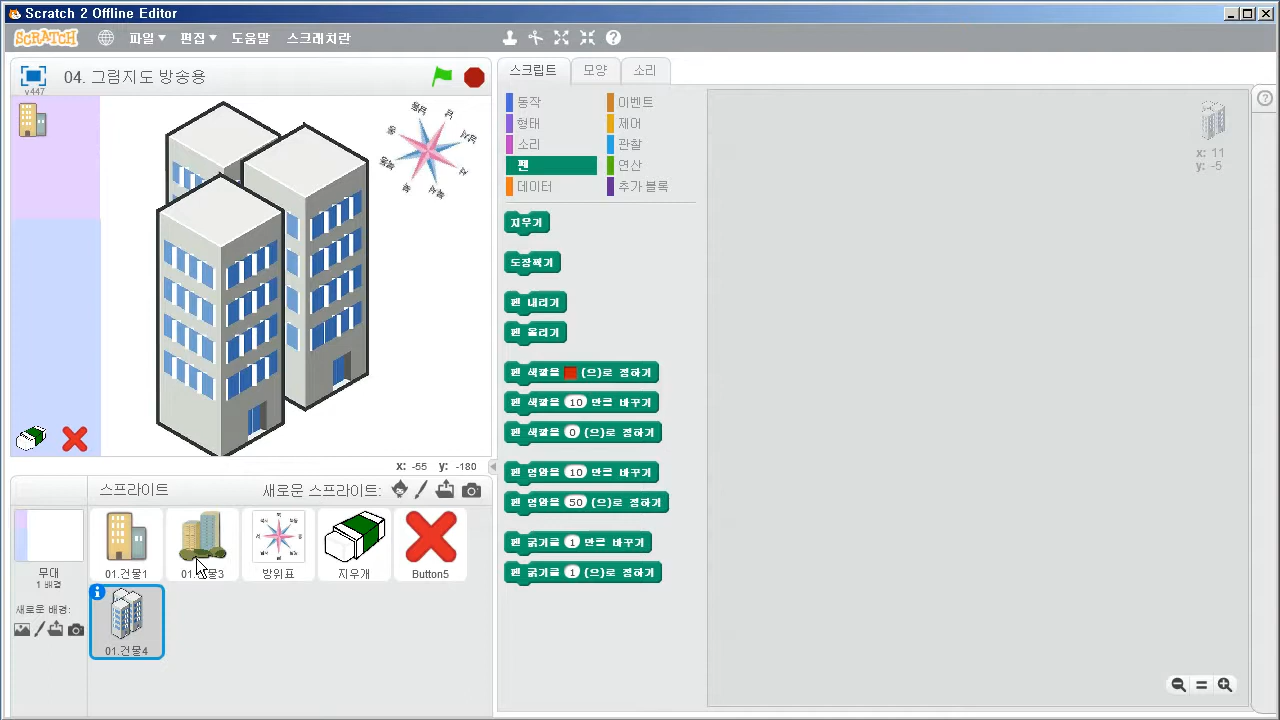 Scratch 2 Offline Editor
SCRATCH 파일 편집 도움말 스크래치란
v447
04. 그림지도 방송용
스크립트 모양 소리
동작 이벤트
형태 제어
소리 관찰
펜 연산
데이터 추가 블록
지우기
도장찍기
펜 내리기
펜 올리기
펜 색깔을 (으)로 정하기
펜 색깔을 10 만큼 바꾸기
펜 색깔을 0 (으)로 정하기
펜 명암을 10 만큼 바꾸기
펜 명암을 50 (으)로 정하기
펜 굵기를 1 만큼 바꾸기
펜 굵기를 1 (으)로 정하기
x: 11
y: -5
x: -55 y: -180
스프라이트 새로운 스프라이트:
무대
1 배경
새로운 배경:
01.건물1
01.건물3
방위표
지우개
Button5
01.건물4